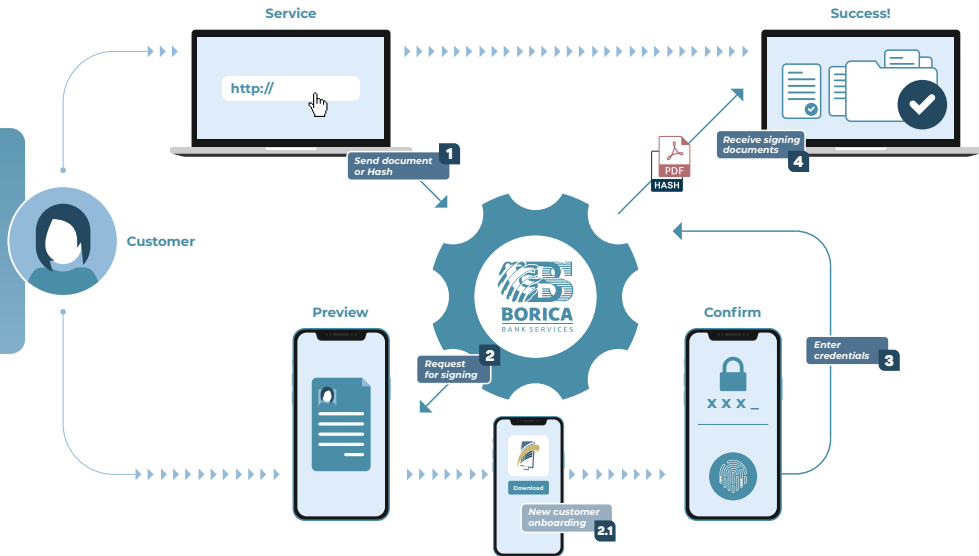 Service
Success!
http://
Send document
or Hash
1
PDF
HASH
Receive signing
documents
4
Customer
BORICA
BANK SERVICES
Preview
Confirm
Request
for signing
2
Enter
credentials
3
x x x _
Download
New customer
onboarding
2.1